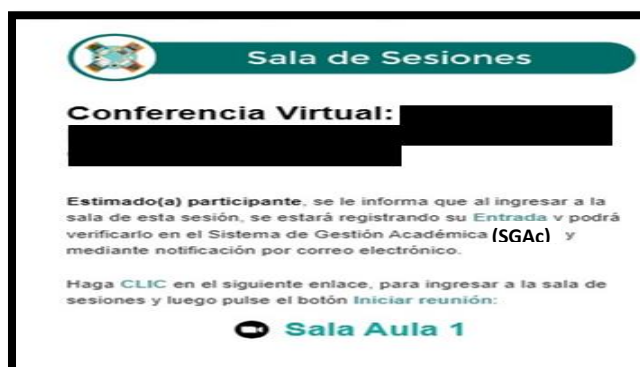 Sala de Sesiones
Conferencia Virtual:
Estimado(a) participante, se le informa que al ingresar a la
sala de esta sesión, se estará registrando su Entrada y podrá
verificarlo en el Sistema de Gestión Académica (SGAc) y
mediante notificación por correo electrónico.
Haga CLIC en el siguiente enlace, para ingresar a la sala de
sesiones y luego pulse el botón Iniciar reunión:
Sala Aula 1